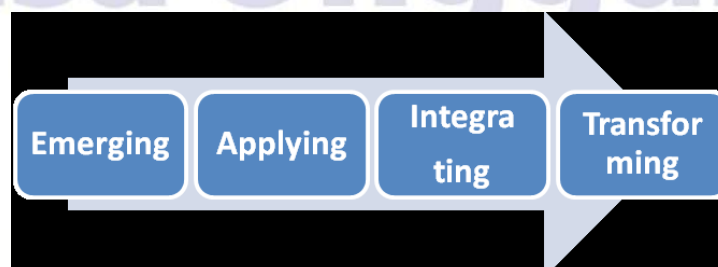 Emerging
Applying
Integra
ting
Transfor
ming